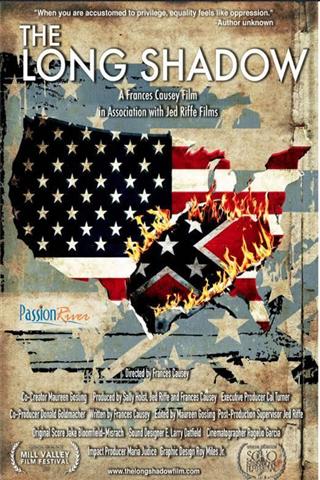 "When you are accustomed to privilege, equality feels like oppression."
-Author unknown
THE
LONG SHADOW
A Frances Causey Film
in Association with Jed Riffe Films
Passion River
Directed by Frances Causey
Co-Creator Maureen Gosling Produced by Sally Holst, Jed Riffe and Frances Causey Executive Producer Cal Turner
Co-Producer Donald Goldmacher Written by Frances Causey Edited by Maureen Gosling Post-Production Supervisor Jed Riffe
Original Score Jake Bloomfield-Misrach Sound Designer E. Larry Oatfield Cinematographer Rogelio Garcia
Impact Producer Maria Judice Graphic Design Roy Miles Jr.
MILL VALLEY
FILM FESTIVAL
www.thelongshadowfilm.com